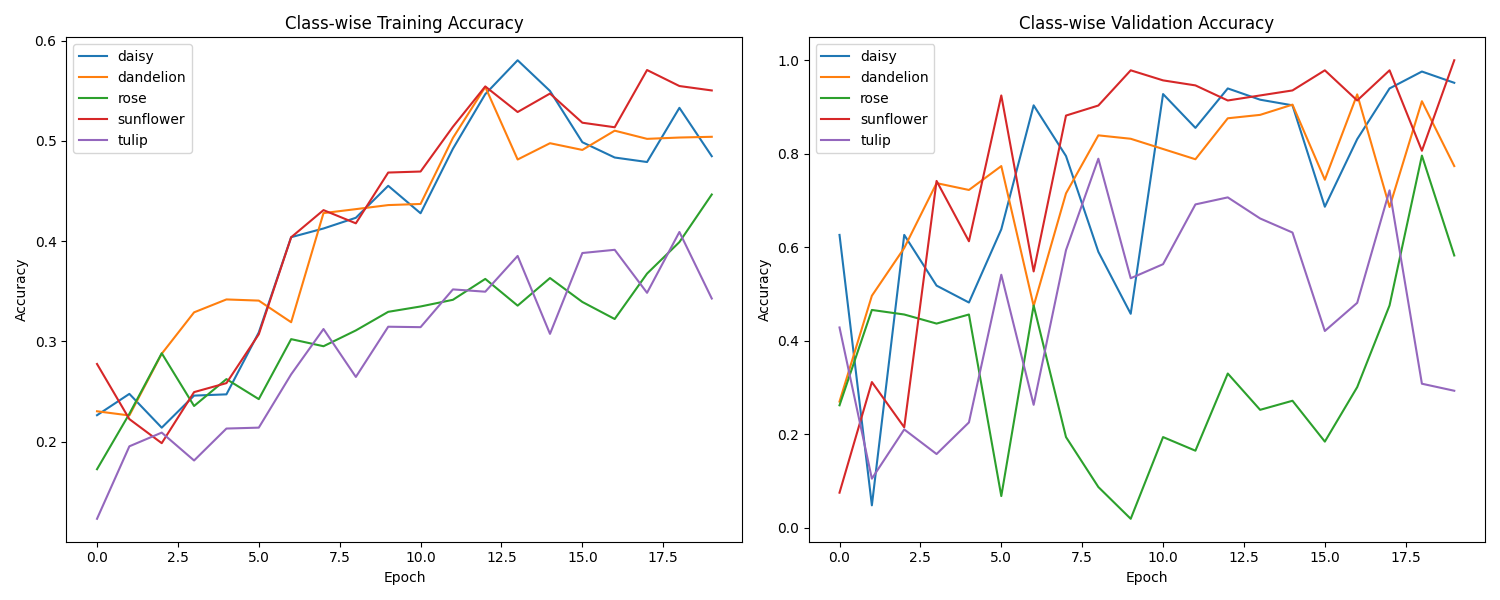 Class-wise Training Accuracy
daisy
dandelion
rose
sunflower
tulip
0.6
0.5
0.4
0.3
0.2
Accuracy
0.0 2.5 5.0 7.5 10.0 12.5 15.0 17.5
Epoch
Class-wise Validation Accuracy
daisy
dandelion
rose
sunflower
tulip
1.0
0.8
0.6
0.4
0.2
0.0
Accuracy
0.0 2.5 5.0 7.5 10.0 12.5 15.0 17.5
Epoch